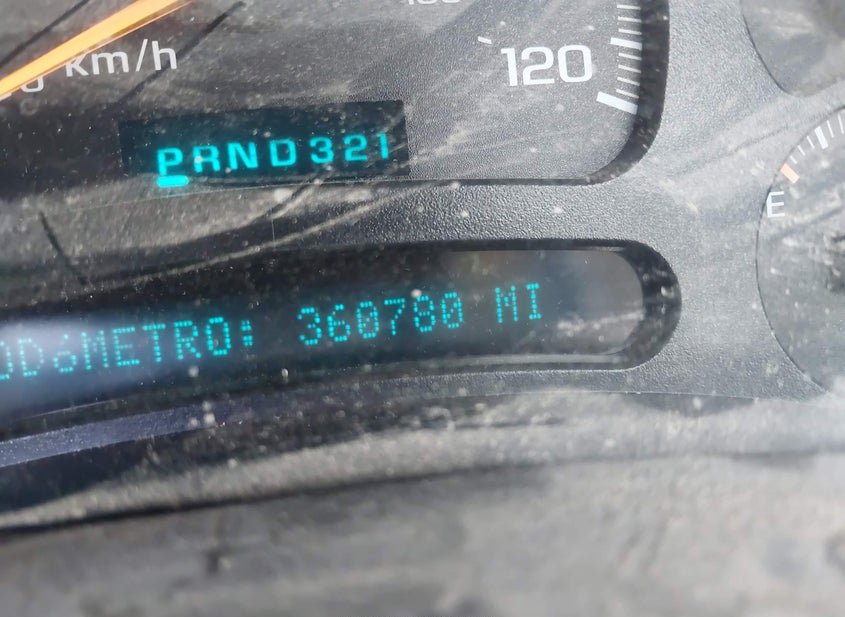 km/h
120
PRND321
E
ODóMETRO: 360780 MI